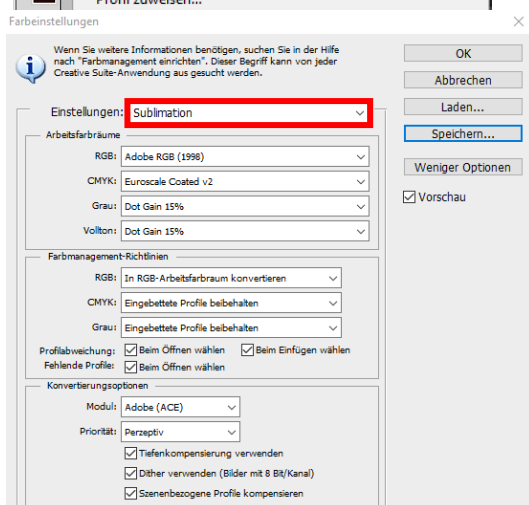 Profil zuweisen...
Farbeinstellungen
Wenn Sie weitere Informationen benötigen, suchen Sie in der Hilfe
nach "Farbmanagement einrichten". Dieser Begriff kann von jeder
Creative Suite-Anwendung aus gesucht werden.
OK
Abbrechen
Laden...
Speichern...
Weniger Optionen
Vorschau
Einstellungen: Sublimation
Arbeitsfarbräume
RGB: Adobe RGB (1998)
CMYK: Euroscale Coated v2
Grau: Dot Gain 15%
Vollton: Dot Gain 15%
Farbmanagement-Richtlinien
RGB: In RGB-Arbeitsfarbraum konvertieren
CMYK: Eingebettete Profile beibehalten
Grau: Eingebettete Profile beibehalten
Profilabweichung: Beim Öffnen wählen Beim Einfügen wählen
Fehlende Profile: Beim Öffnen wählen
Konvertierungsoptionen
Modul: Adobe (ACE)
Priorität: Perzeptiv
Tiefenkompensierung verwenden
Dither verwenden (Bilder mit 8 Bit/Kanal)
Szenenbezogene Profile kompensieren